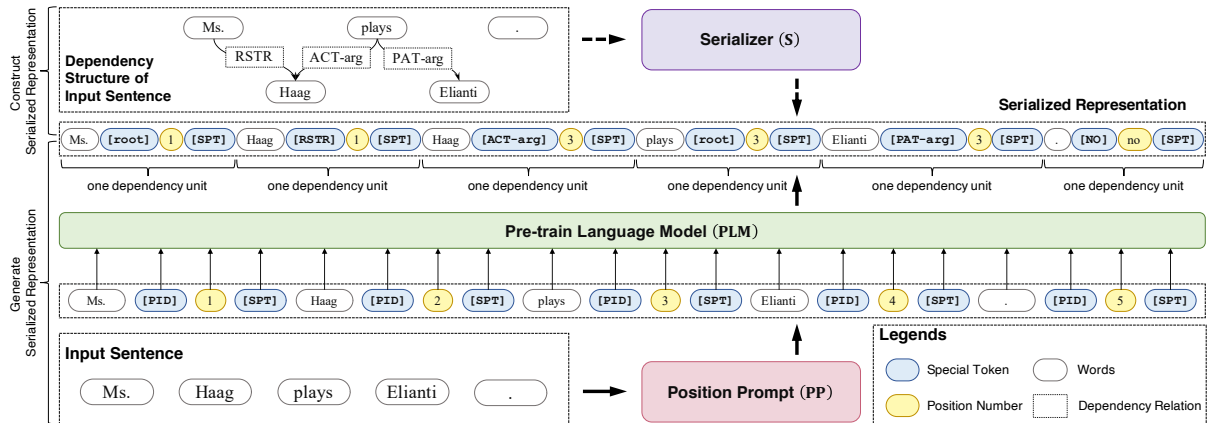 Construct
Serialized Representation
Dependency
Structure of
Input Sentence
Ms. plays .
RSTR ACT-arg PAT-arg
Haag Elianti
Serializer (S)
Serialized Representation
Ms. [root] 1 [SPT] Haag [RSTR] 1 [SPT] Haag [ACT-arg] 3 [SPT] plays [root] 3 [SPT] Elianti [PAT-arg] 3 [SPT] . [NO] no [SPT]
one dependency unit one dependency unit one dependency unit one dependency unit one dependency unit one dependency unit
Generate
Serialized Representation
Pre-train Language Model (PLM)
Ms. [PID] 1 [SPT] Haag [PID] 2 [SPT] plays [PID] 3 [SPT] Elianti [PID] 4 [SPT] . [PID] 5 [SPT]
Input Sentence
Ms. Haag plays Elianti .
Position Prompt (PP)
Legends
Special Token Words
Position Number Dependency Relation